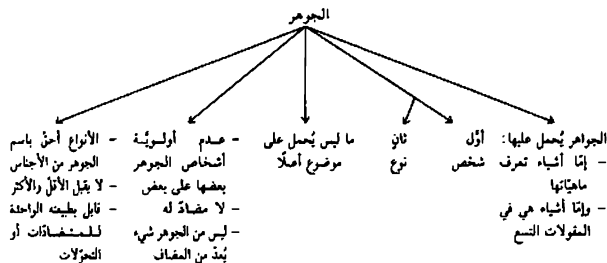 الجوهر
الجواهر يُحمل عليها:
- إمّا أشياء تعرف
ماهيّاتها
- وإمّا أشياء هي في
المقولات التسع
أوّل
شخص
ثانٍ
نوع
ما ليس يُحمل على
موضوع أصلًا
- عدم أولويّة
أشخاص الجوهر
بعضها على بعض
- لا مضادّ له
- ليس من الجوهر شيء
يُعدّ من المضاف
- الأنواع أحقّ باسم
الجوهر من الأجناس
- لا يقبل الأقلّ والأكثر
- قابل بطبيعته الواحدة
للمتضادّات أو
التحوّلات